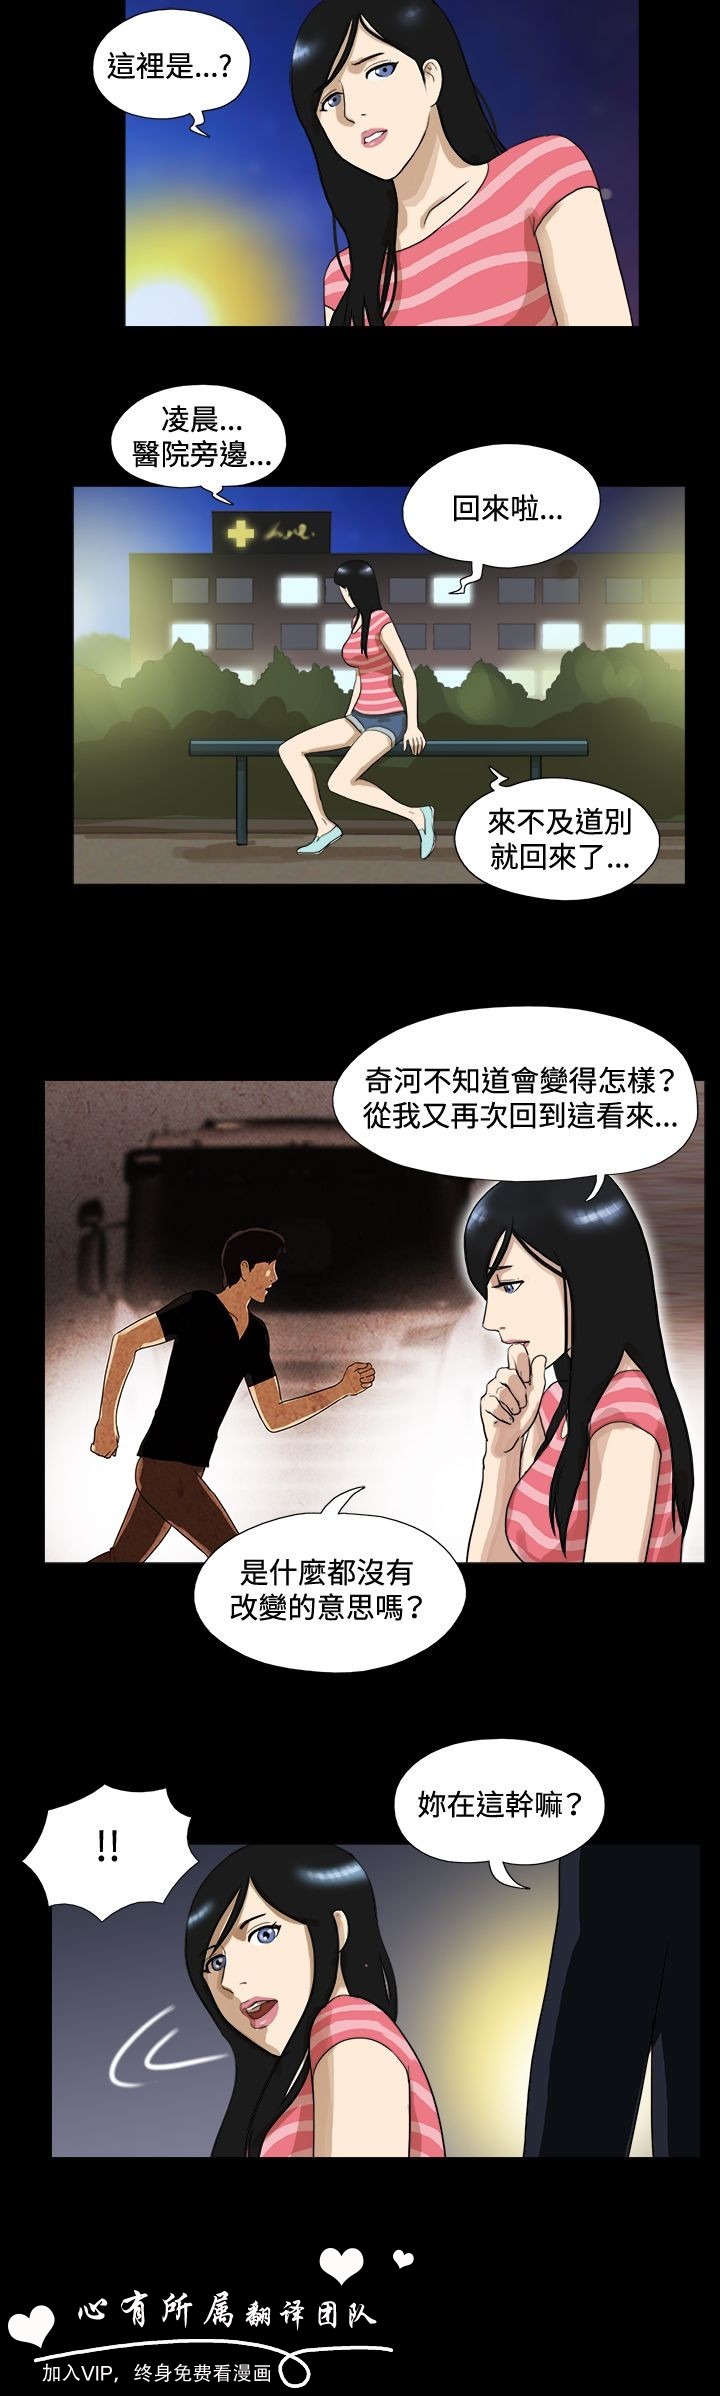 這裡是...?
凌晨...
醫院旁邊...
回來啦...
來不及道別
就回來了...
奇河不知道會變得怎樣？
從我又再次回到這看來...
是什麼都沒有
改變的意思嗎？
!!
妳在這幹嘛？
心有所属翻译团队
加入VIP，终身免费看漫画